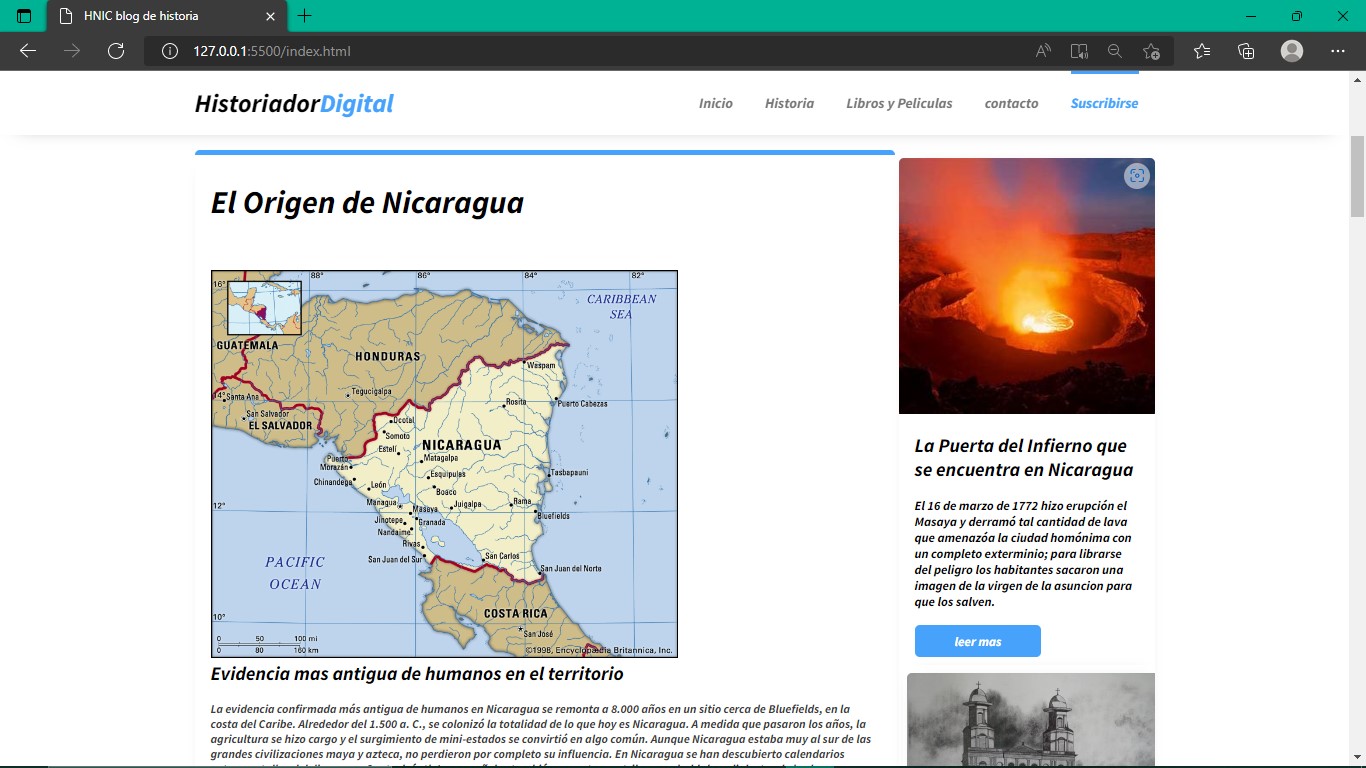 HNIC blog de historia
127.0.0.1:5500/index.html
HistoriadorDigital
Inicio
Historia
Libros y Peliculas
contacto
Suscribirse
El Origen de Nicaragua
88°
86°
84°
82°
16°
CARIBBEAN
SEA
GUATEMALA
HONDURAS
Waspam
14°
Santa Ana
Tegucigalpa
Rosita
Puerto Cabezas
San Salvador
EL SALVADOR
Ocotal
Somoto
Estelí
NICARAGUA
Puerto
Morazán
Matagalpa
Chinandega
Esquipulas
Tasbapauni
León
Boaco
12°
Managua
Masaya
Juigalpa
Rama
Jinotepe
Granada
Bluefields
Nandaime
Rivas
San Juan del Sur
San Carlos
PACIFIC
OCEAN
San Juan del Norte
10°
COSTA RICA
San José
0 50 100 mi
0 80 160 km
©1998, Encyclopædia Britannica, Inc.
Evidencia mas antigua de humanos en el territorio
La evidencia confirmada más antigua de humanos en Nicaragua se remonta a 8.000 años en un sitio cerca de Bluefields, en la
costa del Caribe. Alrededor del 1.500 a. C., se colonizó la totalidad de lo que hoy es Nicaragua. A medida que pasaron los años, la
agricultura se hizo cargo y el surgimiento de mini-estados se convirtió en algo común. Aunque Nicaragua estaba muy al sur de las
grandes civilizaciones maya y azteca, no perdieron por completo su influencia. En Nicaragua se han descubierto calendarios
La Puerta del Infierno que
se encuentra en Nicaragua
El 16 de marzo de 1772 hizo erupción el
Masaya y derramó tal cantidad de lava
que amenazóa la ciudad homónima con
un completo exterminio; para librarse
del peligro los habitantes sacaron una
imagen de la virgen de la asuncion para
que los salven.
leer mas